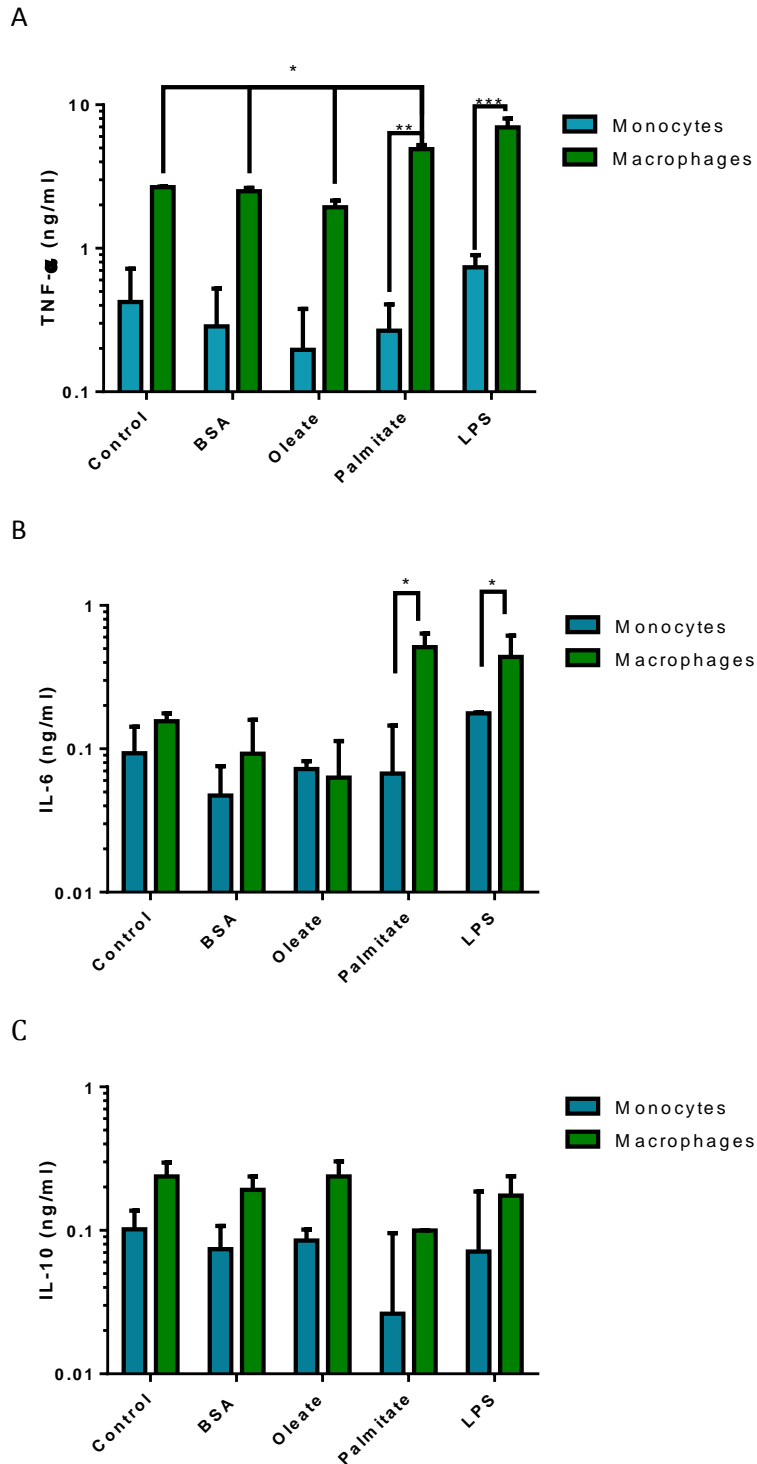 A
*
**
***
10
1
0.1
TNF-α (ng/ml)
Control
BSA
Oleate
Palmitate
LPS
Monocytes
Macrophages
B
*
*
1
0.1
0.01
IL-6 (ng/ml)
Control
BSA
Oleate
Palmitate
LPS
Monocytes
Macrophages
C
1
0.1
0.01
IL-10 (ng/ml)
Control
BSA
Oleate
Palmitate
LPS
Monocytes
Macrophages